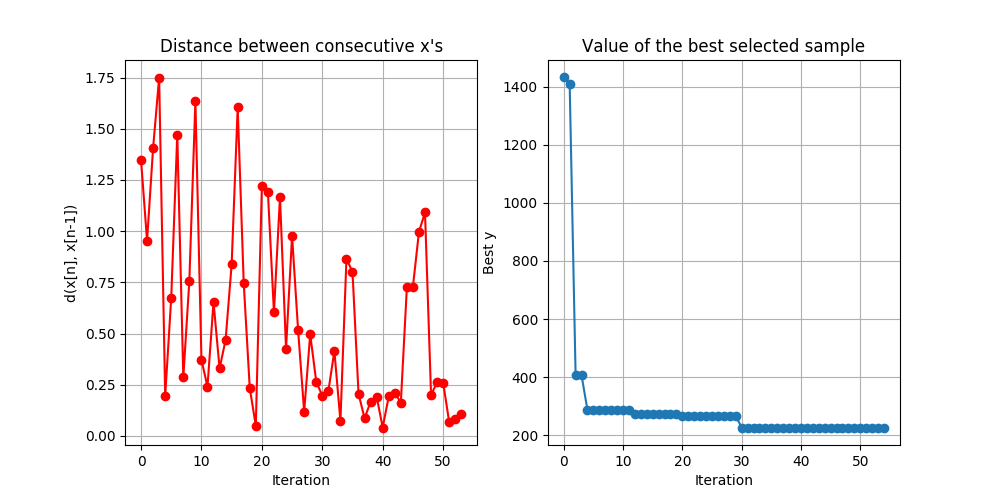 Distance between consecutive x's
d(x[n], x[n-1])
1.75
1.50
1.25
1.00
0.75
0.50
0.25
0.00
0 10 20 30 40 50
Iteration
Value of the best selected sample
Best y
1400
1200
1000
800
600
400
200
0 10 20 30 40 50
Iteration